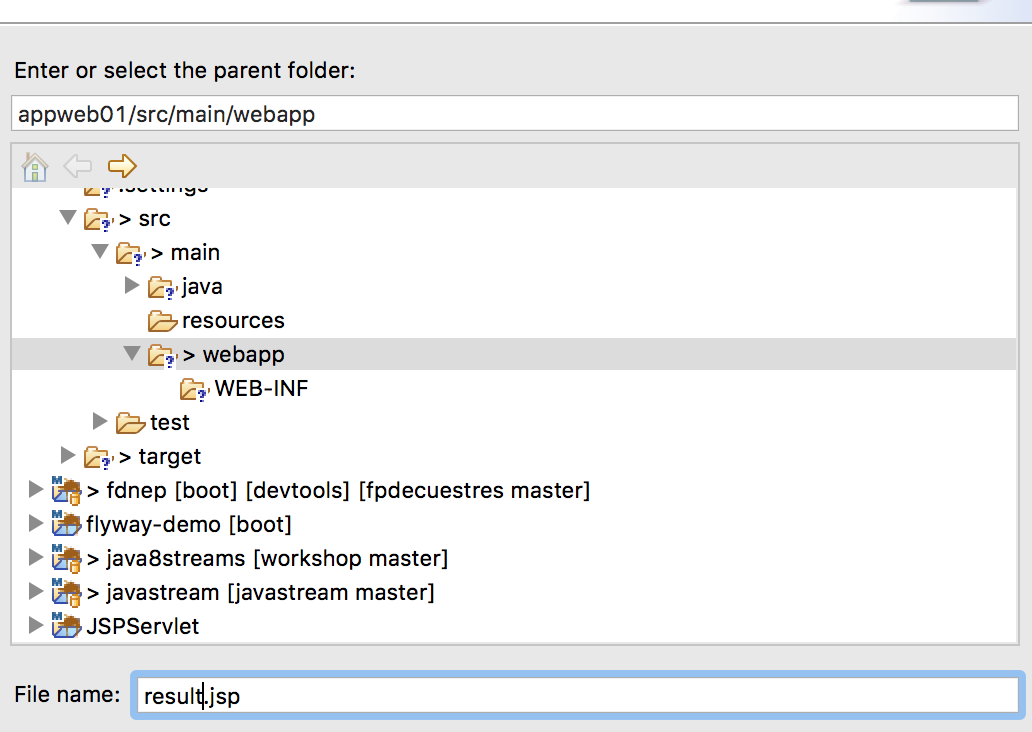 Enter or select the parent folder:
appweb01/src/main/webapp
.settings
> src
> main
java
resources
> webapp
WEB-INF
test
> target
> fdnep [boot] [devtools] [fpdecuestres master]
flyway-demo [boot]
> java8streams [workshop master]
> javastream [javastream master]
JSPServlet
File name: result.jsp